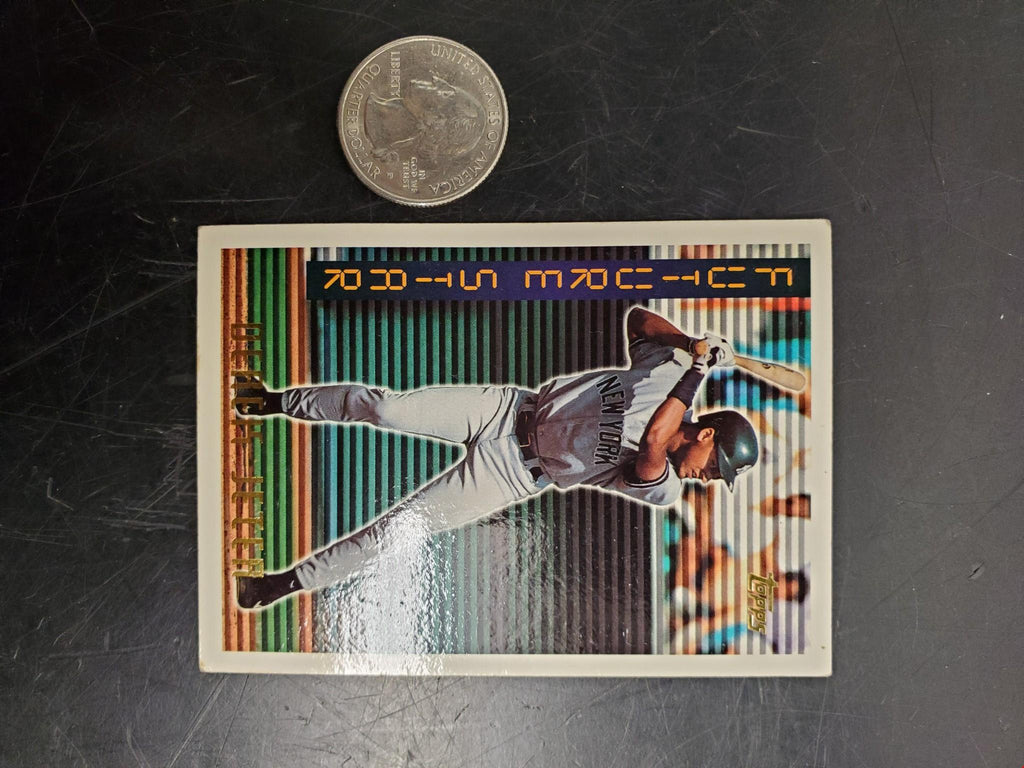 UNITED STATES OF AMERICA
LIBERTY
IN
GOD WE
TRUST
P
QUARTER DOLLAR
FUTURE STAR
Topps
NEW YORK
DEREK JETER